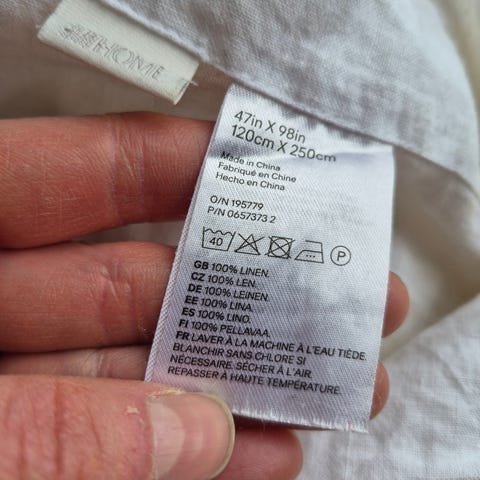 H&M HOME
47in X 98in
120cm X 250cm
Made in China
Fabriqué en Chine
Hecho en China
O/N 195779
P/N 0657373 2
40 P
GB 100% LINEN.
CZ 100% LEN.
DE 100% LEINEN.
EE 100% LINA.
ES 100% LINO.
FI 100% PELLAVAA.
FR LAVER À LA MACHINE À L'EAU TIÈDE.
BLANCHIR SANS CHLORE SI
NÉCESSAIRE. SÉCHER À L'AIR.
REPASSER À HAUTE TEMPÉRATURE.